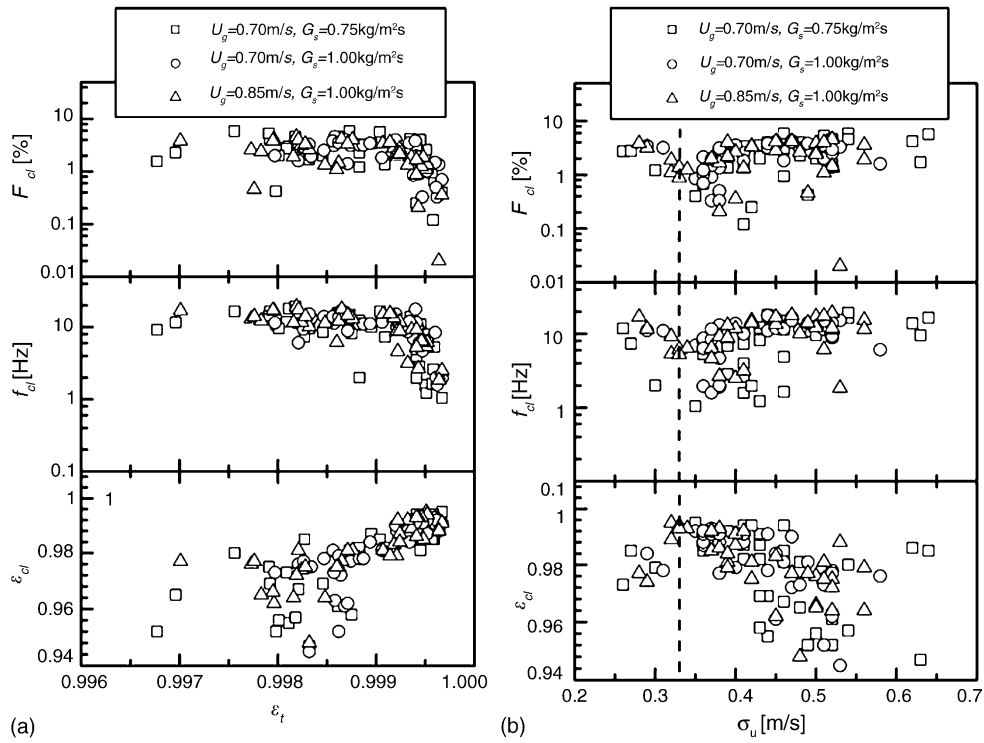 U_g=0.70m/s, G_s=0.75kg/m²s
U_g=0.70m/s, G_s=1.00kg/m²s
U_g=0.85m/s, G_s=1.00kg/m²s
F_cl [%]
10
1
0.1
0.01
f_cl [Hz]
10
1
0.1
ε_cl
1
1
0.98
0.96
0.94
0.996
0.997
0.998
0.999
1.000
ε_t
(a)
U_g=0.70m/s, G_s=0.75kg/m²s
U_g=0.70m/s, G_s=1.00kg/m²s
U_g=0.85m/s, G_s=1.00kg/m²s
F_cl [%]
10
1
0.1
0.01
f_cl [Hz]
10
1
0.1
ε_cl
1
0.98
0.96
0.94
0.2
0.3
0.4
0.5
0.6
0.7
σ_u [m/s]
(b)